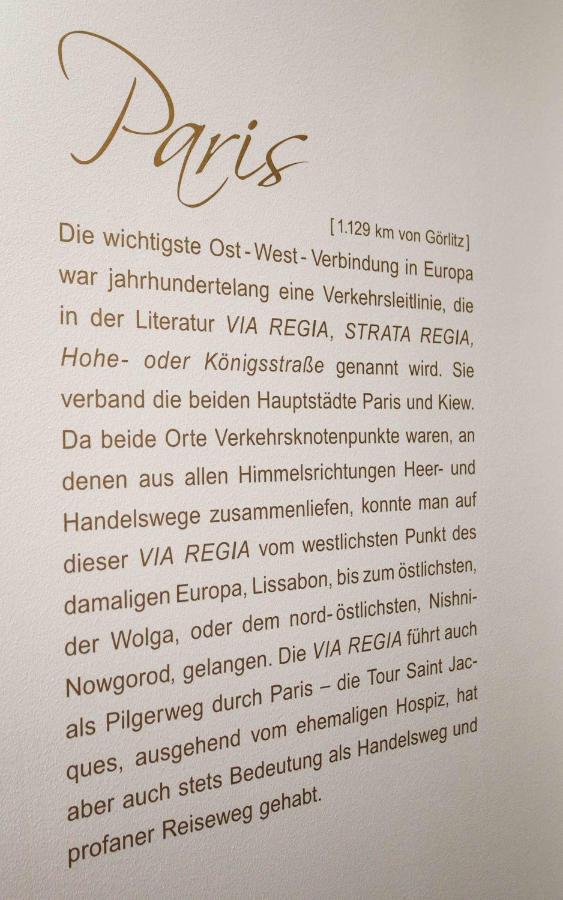 Paris
[1.129 km von Görlitz]
Die wichtigste Ost-West-Verbindung in Europa
war jahrhundertelang eine Verkehrsleitlinie, die
in der Literatur VIA REGIA, STRATA REGIA,
Hohe- oder Königsstraße genannt wird. Sie
verband die beiden Hauptstädte Paris und Kiew.
Da beide Orte Verkehrsknotenpunkte waren, an
denen aus allen Himmelsrichtungen Heer- und
Handelswege zusammenliefen, konnte man auf
dieser VIA REGIA vom westlichsten Punkt des
damaligen Europa, Lissabon, bis zum östlichsten,
der Wolga, oder dem nord-östlichsten, Nishni-
Nowgorod, gelangen. Die VIA REGIA führt auch
als Pilgerweg durch Paris – die Tour Saint Jac-
ques, ausgehend vom ehemaligen Hospiz, hat
aber auch stets Bedeutung als Handelsweg und
profaner Reiseweg gehabt.